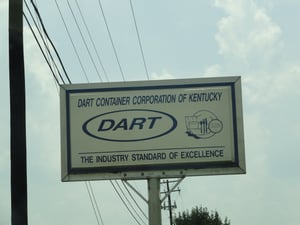 DART CONTAINER CORPORATION OF KENTUCKY
DART
THE INDUSTRY STANDARD OF EXCELLENCE